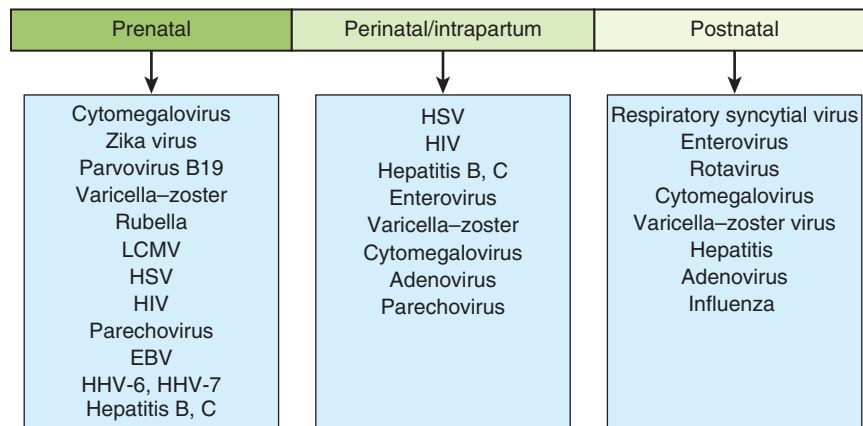 Prenatal
Perinatal/intrapartum
Postnatal
Cytomegalovirus
Zika virus
Parvovirus B19
Varicella–zoster
Rubella
LCMV
HSV
HIV
Parechovirus
EBV
HHV-6, HHV-7
Hepatitis B, C
HSV
HIV
Hepatitis B, C
Enterovirus
Varicella–zoster
Cytomegalovirus
Adenovirus
Parechovirus
Respiratory syncytial virus
Enterovirus
Rotavirus
Cytomegalovirus
Varicella–zoster virus
Hepatitis
Adenovirus
Influenza